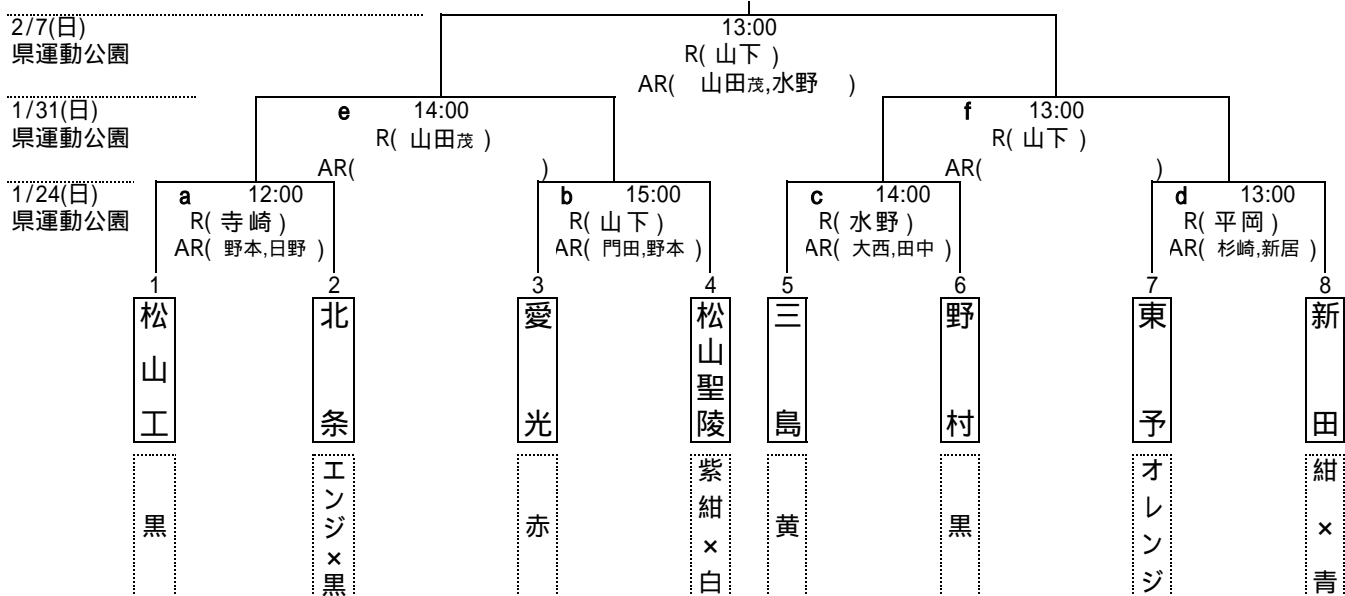 2/7(日)
県運動公園
13:00
R( 山下 )
AR( 山田茂,水野 )
1/31(日)
県運動公園
e 14:00
R( 山田茂 )
AR( )
f 13:00
R( 山下 )
AR( )
1/24(日)
県運動公園
a 12:00
R( 寺崎 )
AR( 野本,日野 )
b 15:00
R( 山下 )
AR( 門田,野本 )
c 14:00
R( 水野 )
AR( 大西,田中 )
d 13:00
R( 平岡 )
AR( 杉崎,新居 )
1 2 3 4 5 6 7 8
松山工
北条
愛光
松山聖陵
三島
野村
東予
新田
黒
エンジ×黒
赤
紫紺×白
黄
黒
オレンジ
紺×青